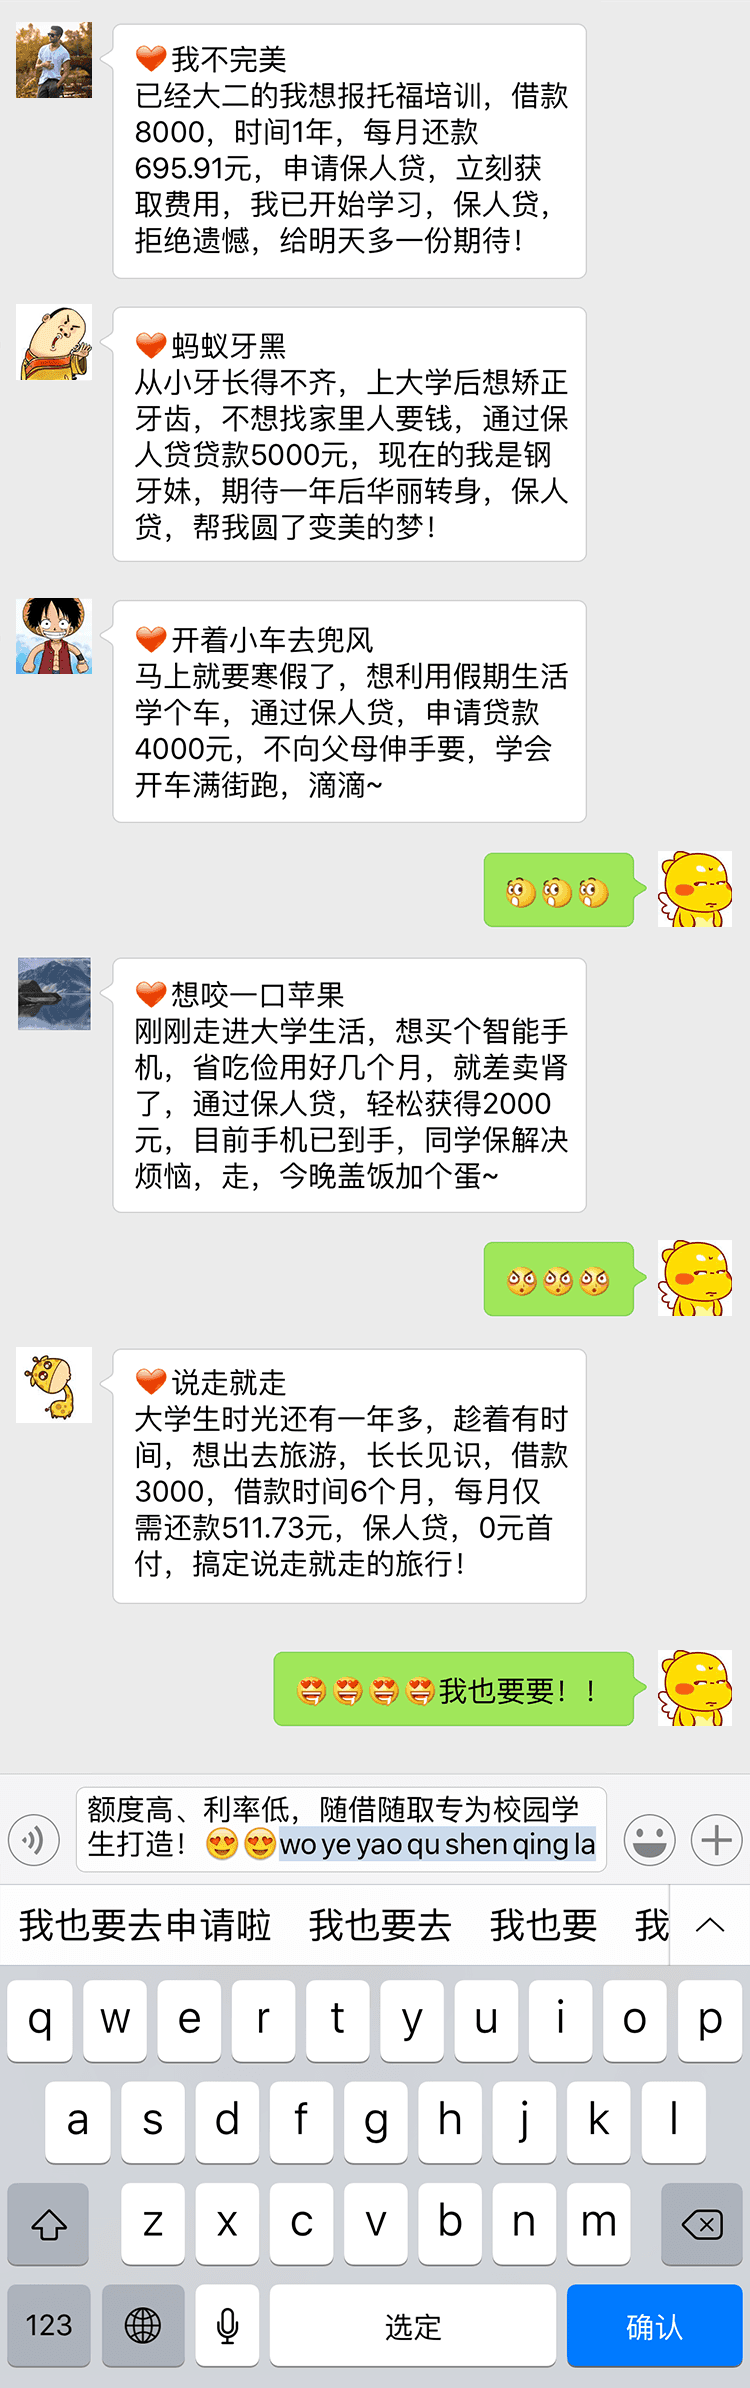 我不完美
已经大二的我想报托福培训，借款
8000，时间1年，每月还款
695.91元，申请保人贷，立刻获
取费用，我已开始学习，保人贷，
拒绝遗憾，给明天多一份期待！
蚂蚁牙黑
从小牙长得不齐，上大学后想矫正
牙齿，不想找家里人要钱，通过保
人贷贷款5000元，现在的我是钢
牙妹，期待一年后华丽转身，保人
贷，帮我圆了变美的梦！
开着小车去兜风
马上就要寒假了，想利用假期生活
学个车，通过保人贷，申请贷款
4000元，不向父母伸手要，学会
开车满街跑，滴滴~
想咬一口苹果
刚刚走进大学生活，想买个智能手
机，省吃俭用好几个月，就差卖肾
了，通过保人贷，轻松获得2000
元，目前手机已到手，同学保解决
烦恼，走，今晚盖饭加个蛋~
说走就走
大学生时光还有一年多，趁着有时
间，想出去旅游，长长见识，借款
3000，借款时间6个月，每月仅
需还款511.73元，保人贷，0元首
付，搞定说走就走的旅行！
我也要要！！
额度高、利率低，随借随取专为校园学
生打造！wo ye yao qu shen qing la
我也要去申请啦 我也要去 我也要 我
q w e r t y u i o p
a s d f g h j k l
z x c v b n m
123 选定 确认